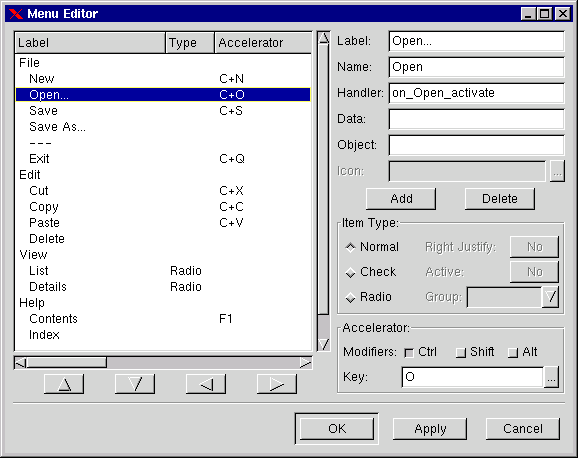 Menu Editor
Label Type Accelerator
File
New C+N
Open... C+O
Save C+S
Save As...
---
Exit C+Q
Edit
Cut C+X
Copy C+C
Paste C+V
Delete
View
List Radio
Details Radio
Help
Contents F1
Index
Label: Open...
Name: Open
Handler: on_Open_activate
Data:
Object:
Icon: ...
Add Delete
Item Type:
Normal Right Justify: No
Check Active: No
Radio Group:
Accelerator:
Modifiers: Ctrl Shift Alt
Key: O ...
OK Apply Cancel